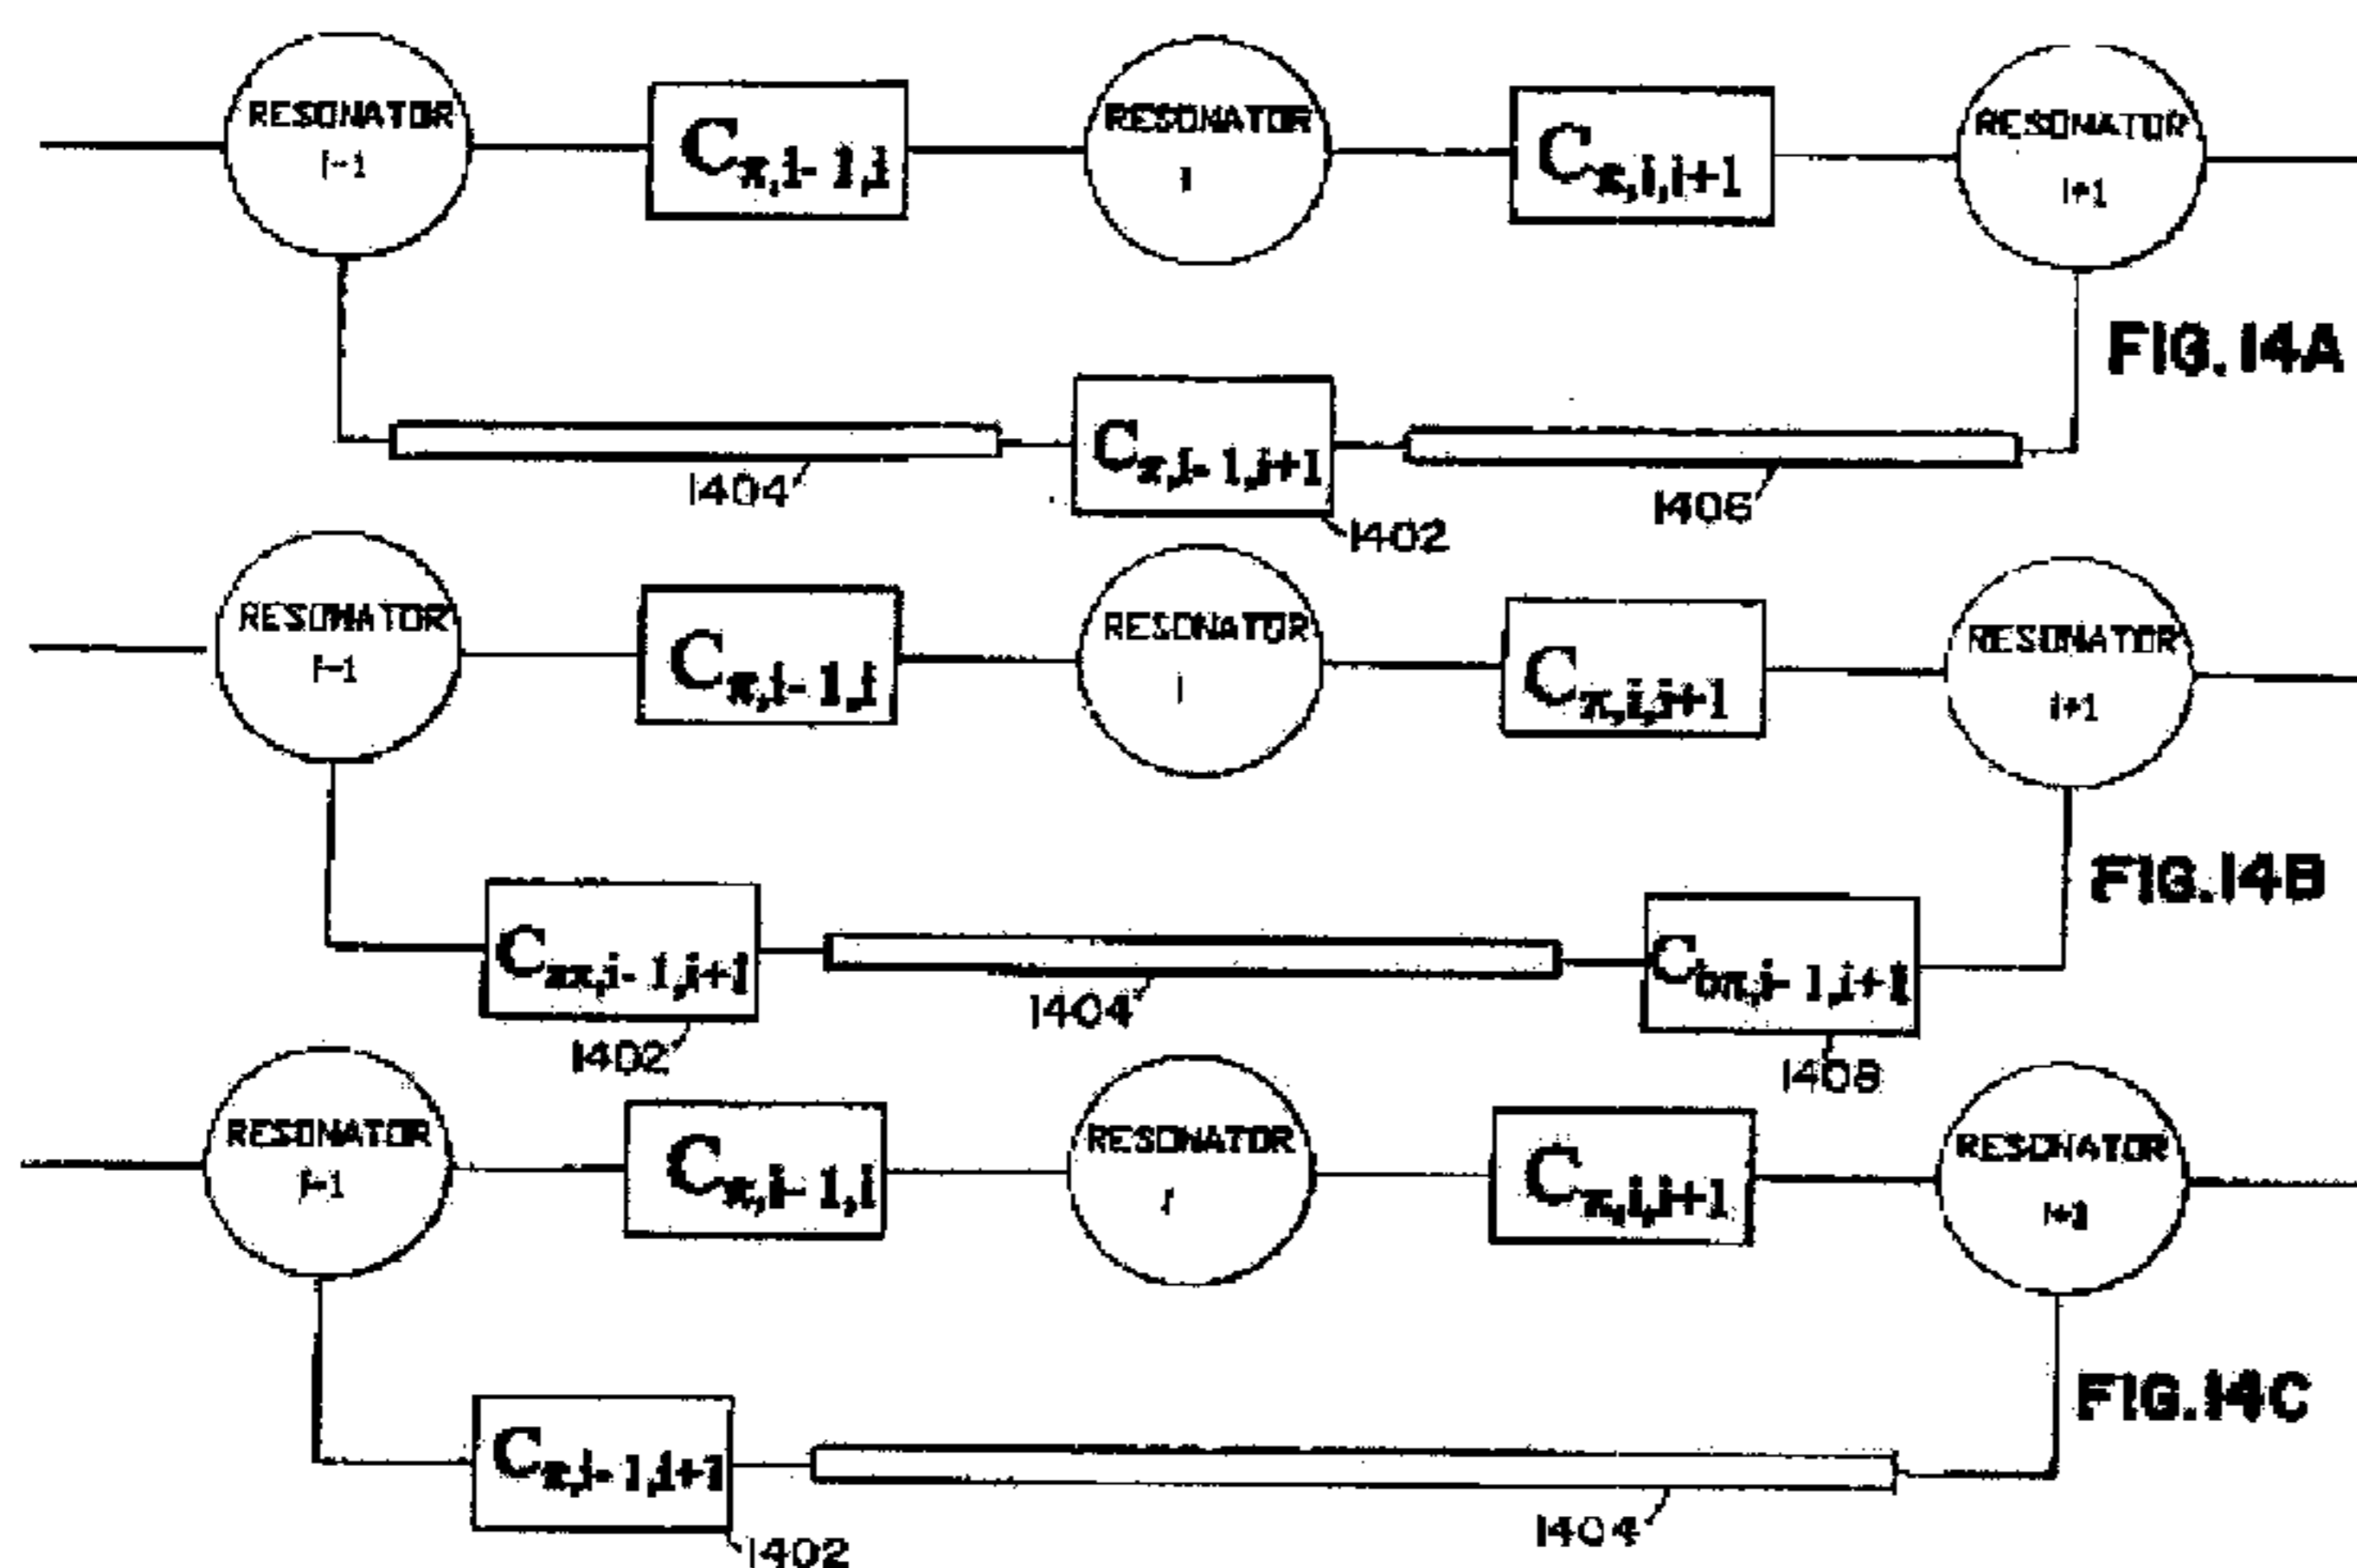 RESONATOR
i-1
Cπ,i-1,i
RESONATOR
i
Cπ,i,i+1
RESONATOR
i+1
FIG.14A
1404
Cπ,i-1,i+1
1402
1406
RESONATOR
i-1
Cπ,i-1,i
RESONATOR
i
Cπ,i,i+1
RESONATOR
i+1
FIG.14B
Caπ,i-1,i+1
1402
1404
Cbπ,i-1,i+1
1408
RESONATOR
i-1
Cπ,i-1,i
RESONATOR
i
Cπ,i,i+1
RESONATOR
i+1
FIG.14C
Cπ,i-1,i+1
1402
1404